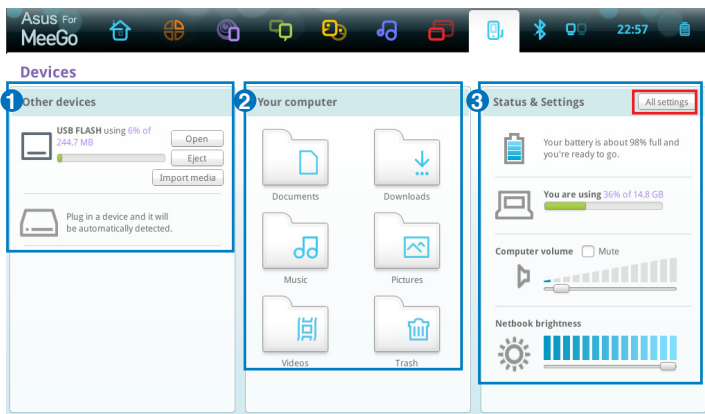 Asus For
MeeGo
22:57
Devices
1 Other devices
USB FLASH using 6% of
244.7 MB
Open
Eject
Import media
Plug in a device and it will
be automatically detected.
2 Your computer
Documents
Downloads
Music
Pictures
Videos
Trash
3 Status & Settings
All settings
Your battery is about 98% full and
you're ready to go.
You are using 36% of 14.8 GB
Computer volume
Mute
Netbook brightness